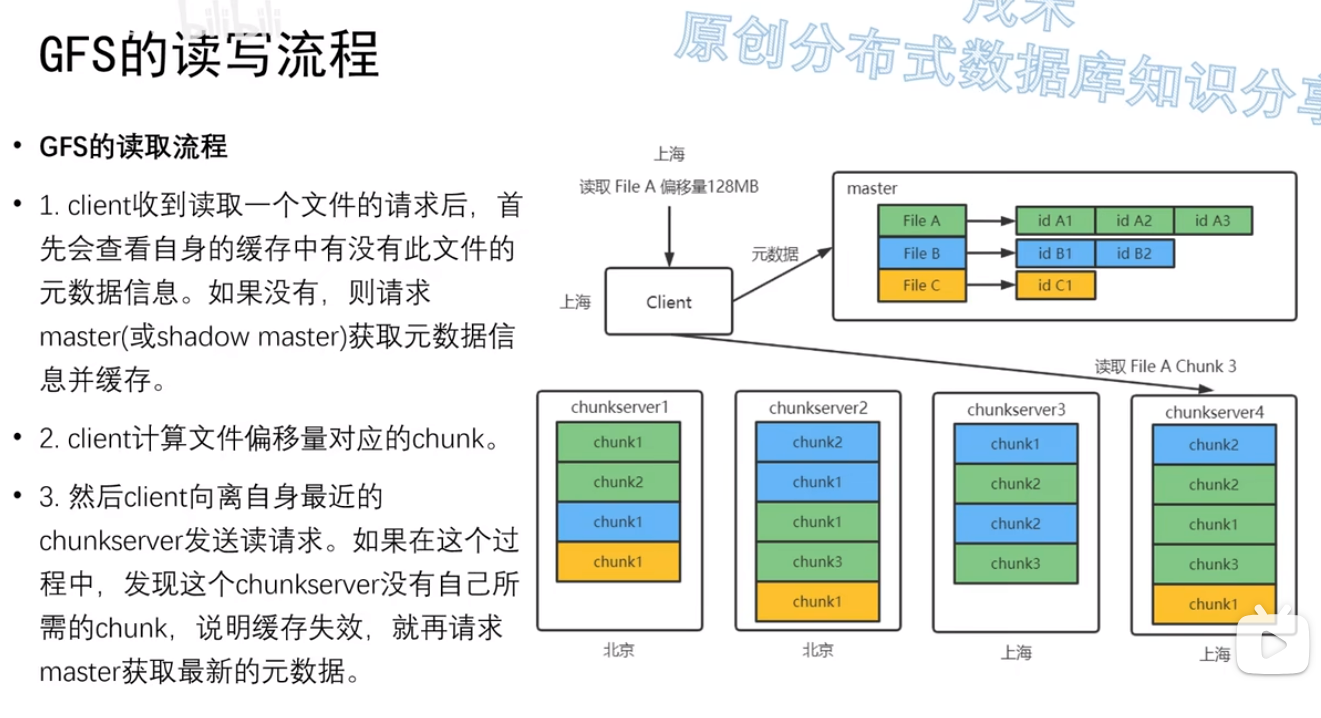 bilibili
GFS的读写流程
原创分布式数据库知识分享
• GFS的读取流程
• 1. client收到读取一个文件的请求后，首
先会查看自身的缓存中有没有此文件的
元数据信息。如果没有，则请求
master(或shadow master)获取元数据信
息并缓存。
• 2. client计算文件偏移量对应的chunk。
• 3. 然后client向离自身最近的
chunkserver发送读请求。如果在这个过
程中，发现这个chunkserver没有自己所
需的chunk，说明缓存失效，就再请求
master获取最新的元数据。
上海
读取 File A 偏移量128MB
上海
Client
元数据
master
File A id A1 id A2 id A3
File B id B1 id B2
File C id C1
读取 File A Chunk 3
chunkserver1
chunk1
chunk2
chunk1
chunk1
北京
chunkserver2
chunk2
chunk1
chunk1
chunk3
chunk1
北京
chunkserver3
chunk1
chunk2
chunk2
chunk3
上海
chunkserver4
chunk2
chunk2
chunk1
chunk3
chunk1
上海